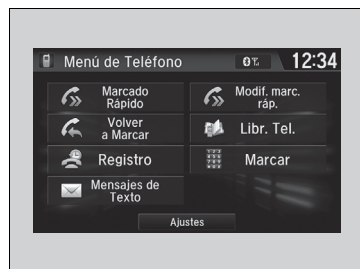 Menú de Teléfono
12:34
Marcado
Rápido
Modif. marc.
ráp.
Volver
a Marcar
Libr. Tel.
Registro
Marcar
Mensajes de
Texto
Ajustes